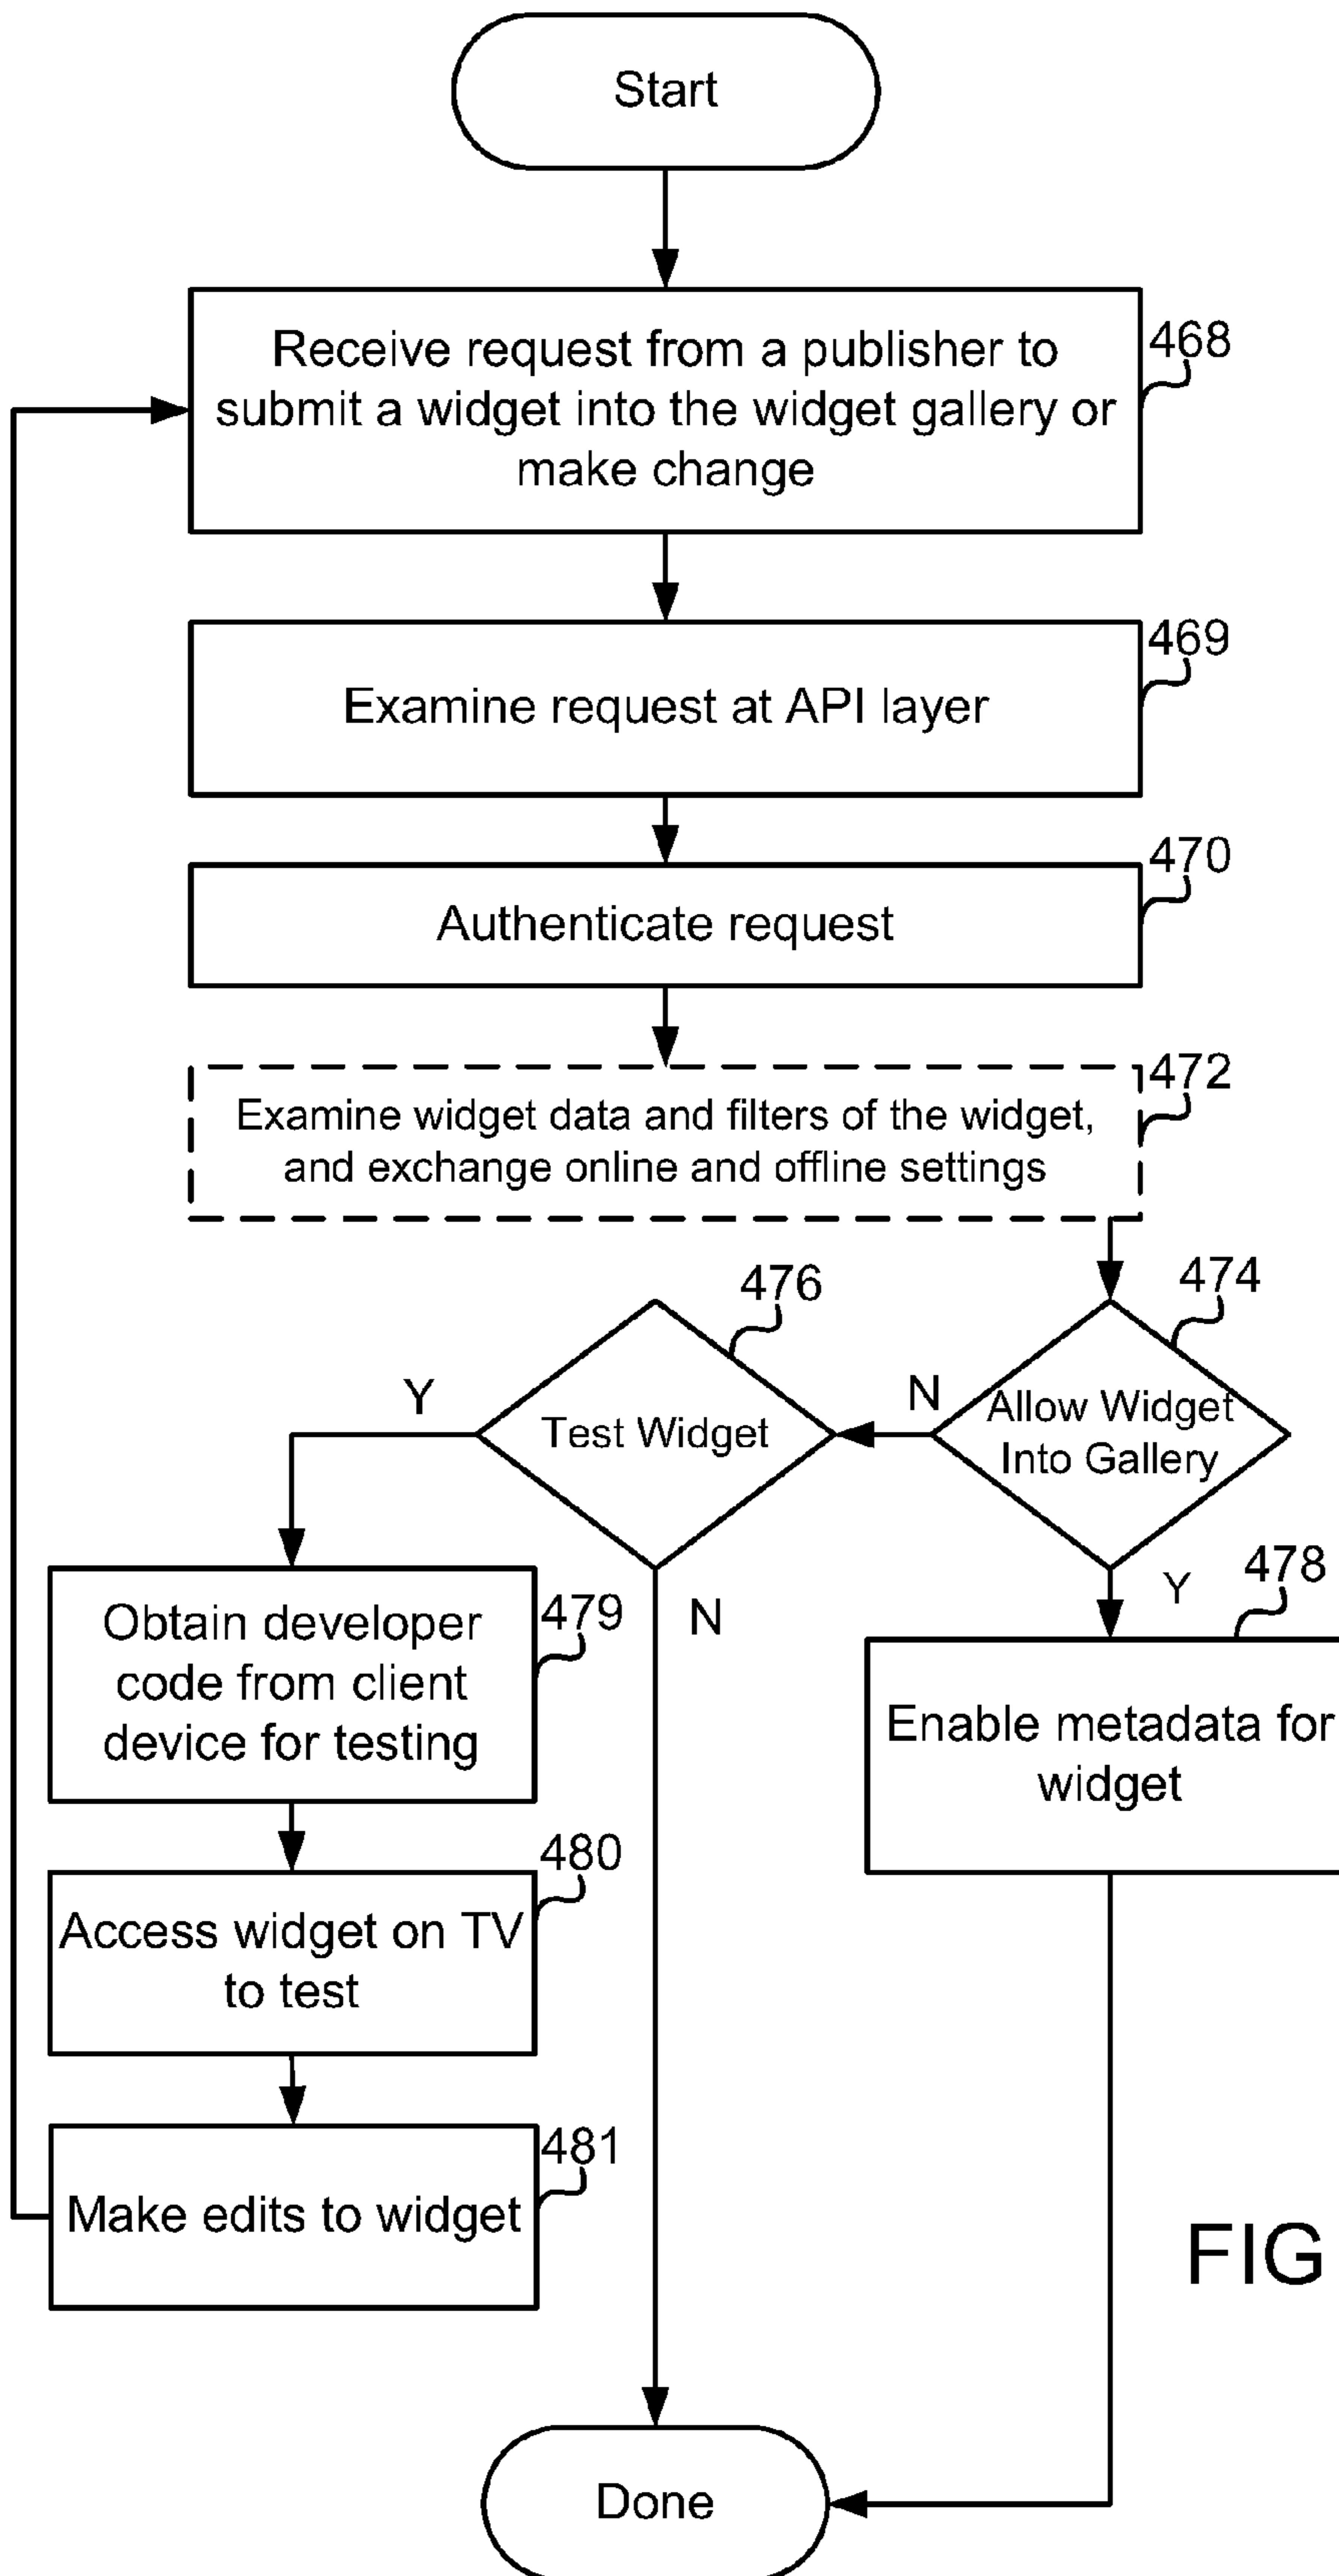 Start
Receive request from a publisher to
submit a widget into the widget gallery or
make change
468
Examine request at API layer
469
Authenticate request
470
Examine widget data and filters of the widget,
and exchange online and offline settings
472
474
Allow Widget
Into Gallery
N
Y
476
Test Widget
Y
N
478
Enable metadata for
widget
Obtain developer
code from client
device for testing
479
Access widget on TV
to test
480
Make edits to widget
481
FIG
Done